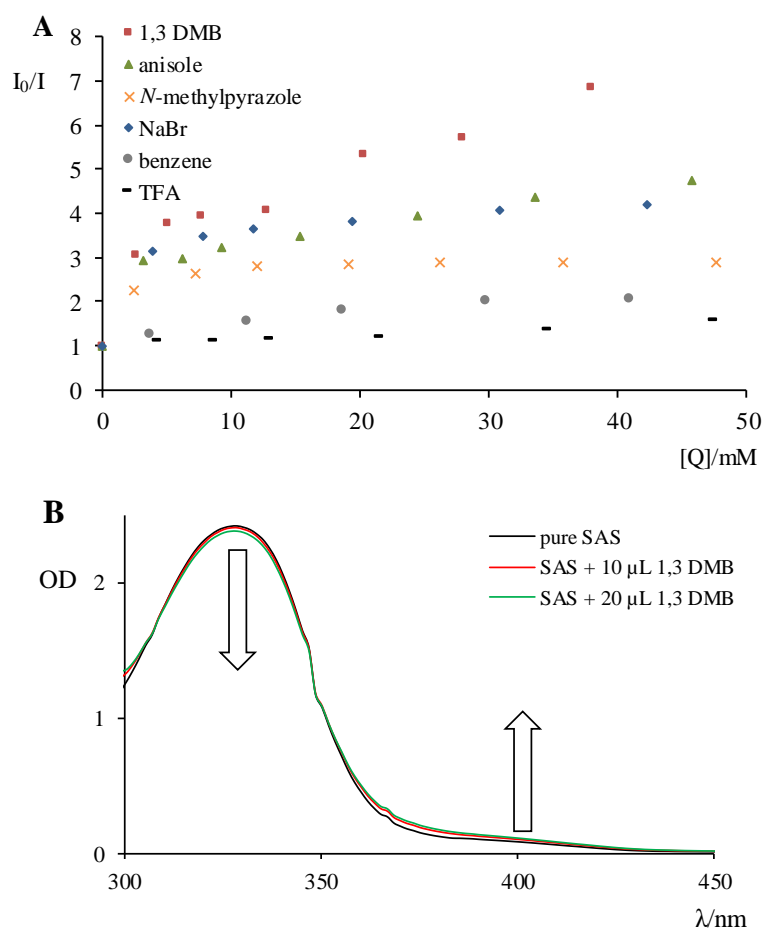 A
1,3 DMB
anisole
N-methylpyrazole
NaBr
benzene
TFA
I0/I
8
7
6
5
4
3
2
1
0
0 10 20 30 40 50
[Q]/mM
B
pure SAS
SAS + 10 µL 1,3 DMB
SAS + 20 µL 1,3 DMB
OD
2
1
0
300 350 400 450
λ/nm